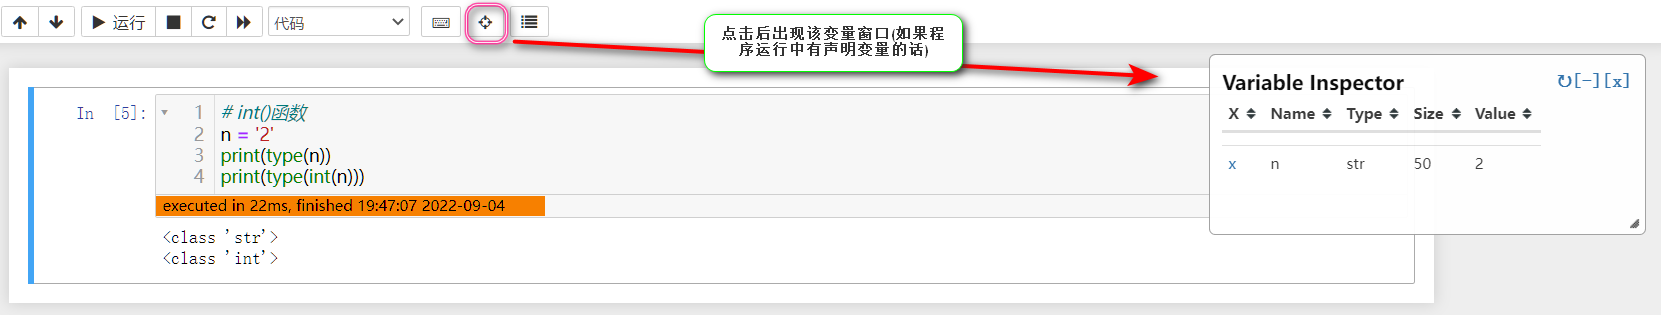 运行
代码
点击后出现该变量窗口(如果程
序运行中有声明变量的话)
Variable Inspector
↻[-][x]
X Name Type Size Value
x n str 50 2
In [5]:
1 # int()函数
2 n = '2'
3 print(type(n))
4 print(type(int(n)))
executed in 22ms, finished 19:47:07 2022-09-04
<class 'str'>
<class 'int'>